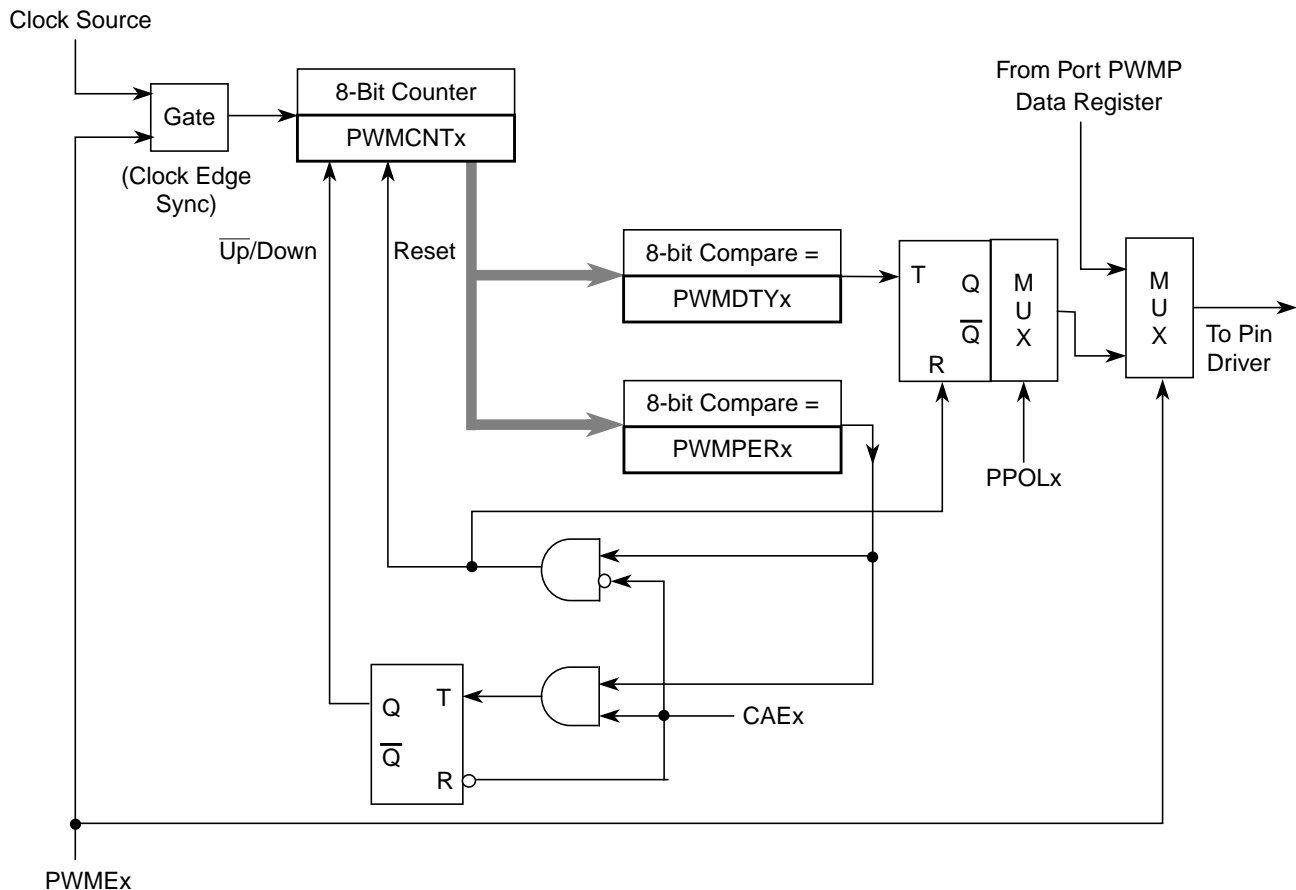 Clock Source
From Port PWMP
Data Register
8-Bit Counter
Gate
PWMCNTx
(Clock Edge
Sync)
U̅p̅/Down
Reset
8-bit Compare =
PWMDTYx
T
Q
Q̅
R
M
U
X
M
U
X
To Pin
Driver
8-bit Compare =
PWMPERx
PPOLx
Q
T
Q̅
R
CAEx
PWMEx